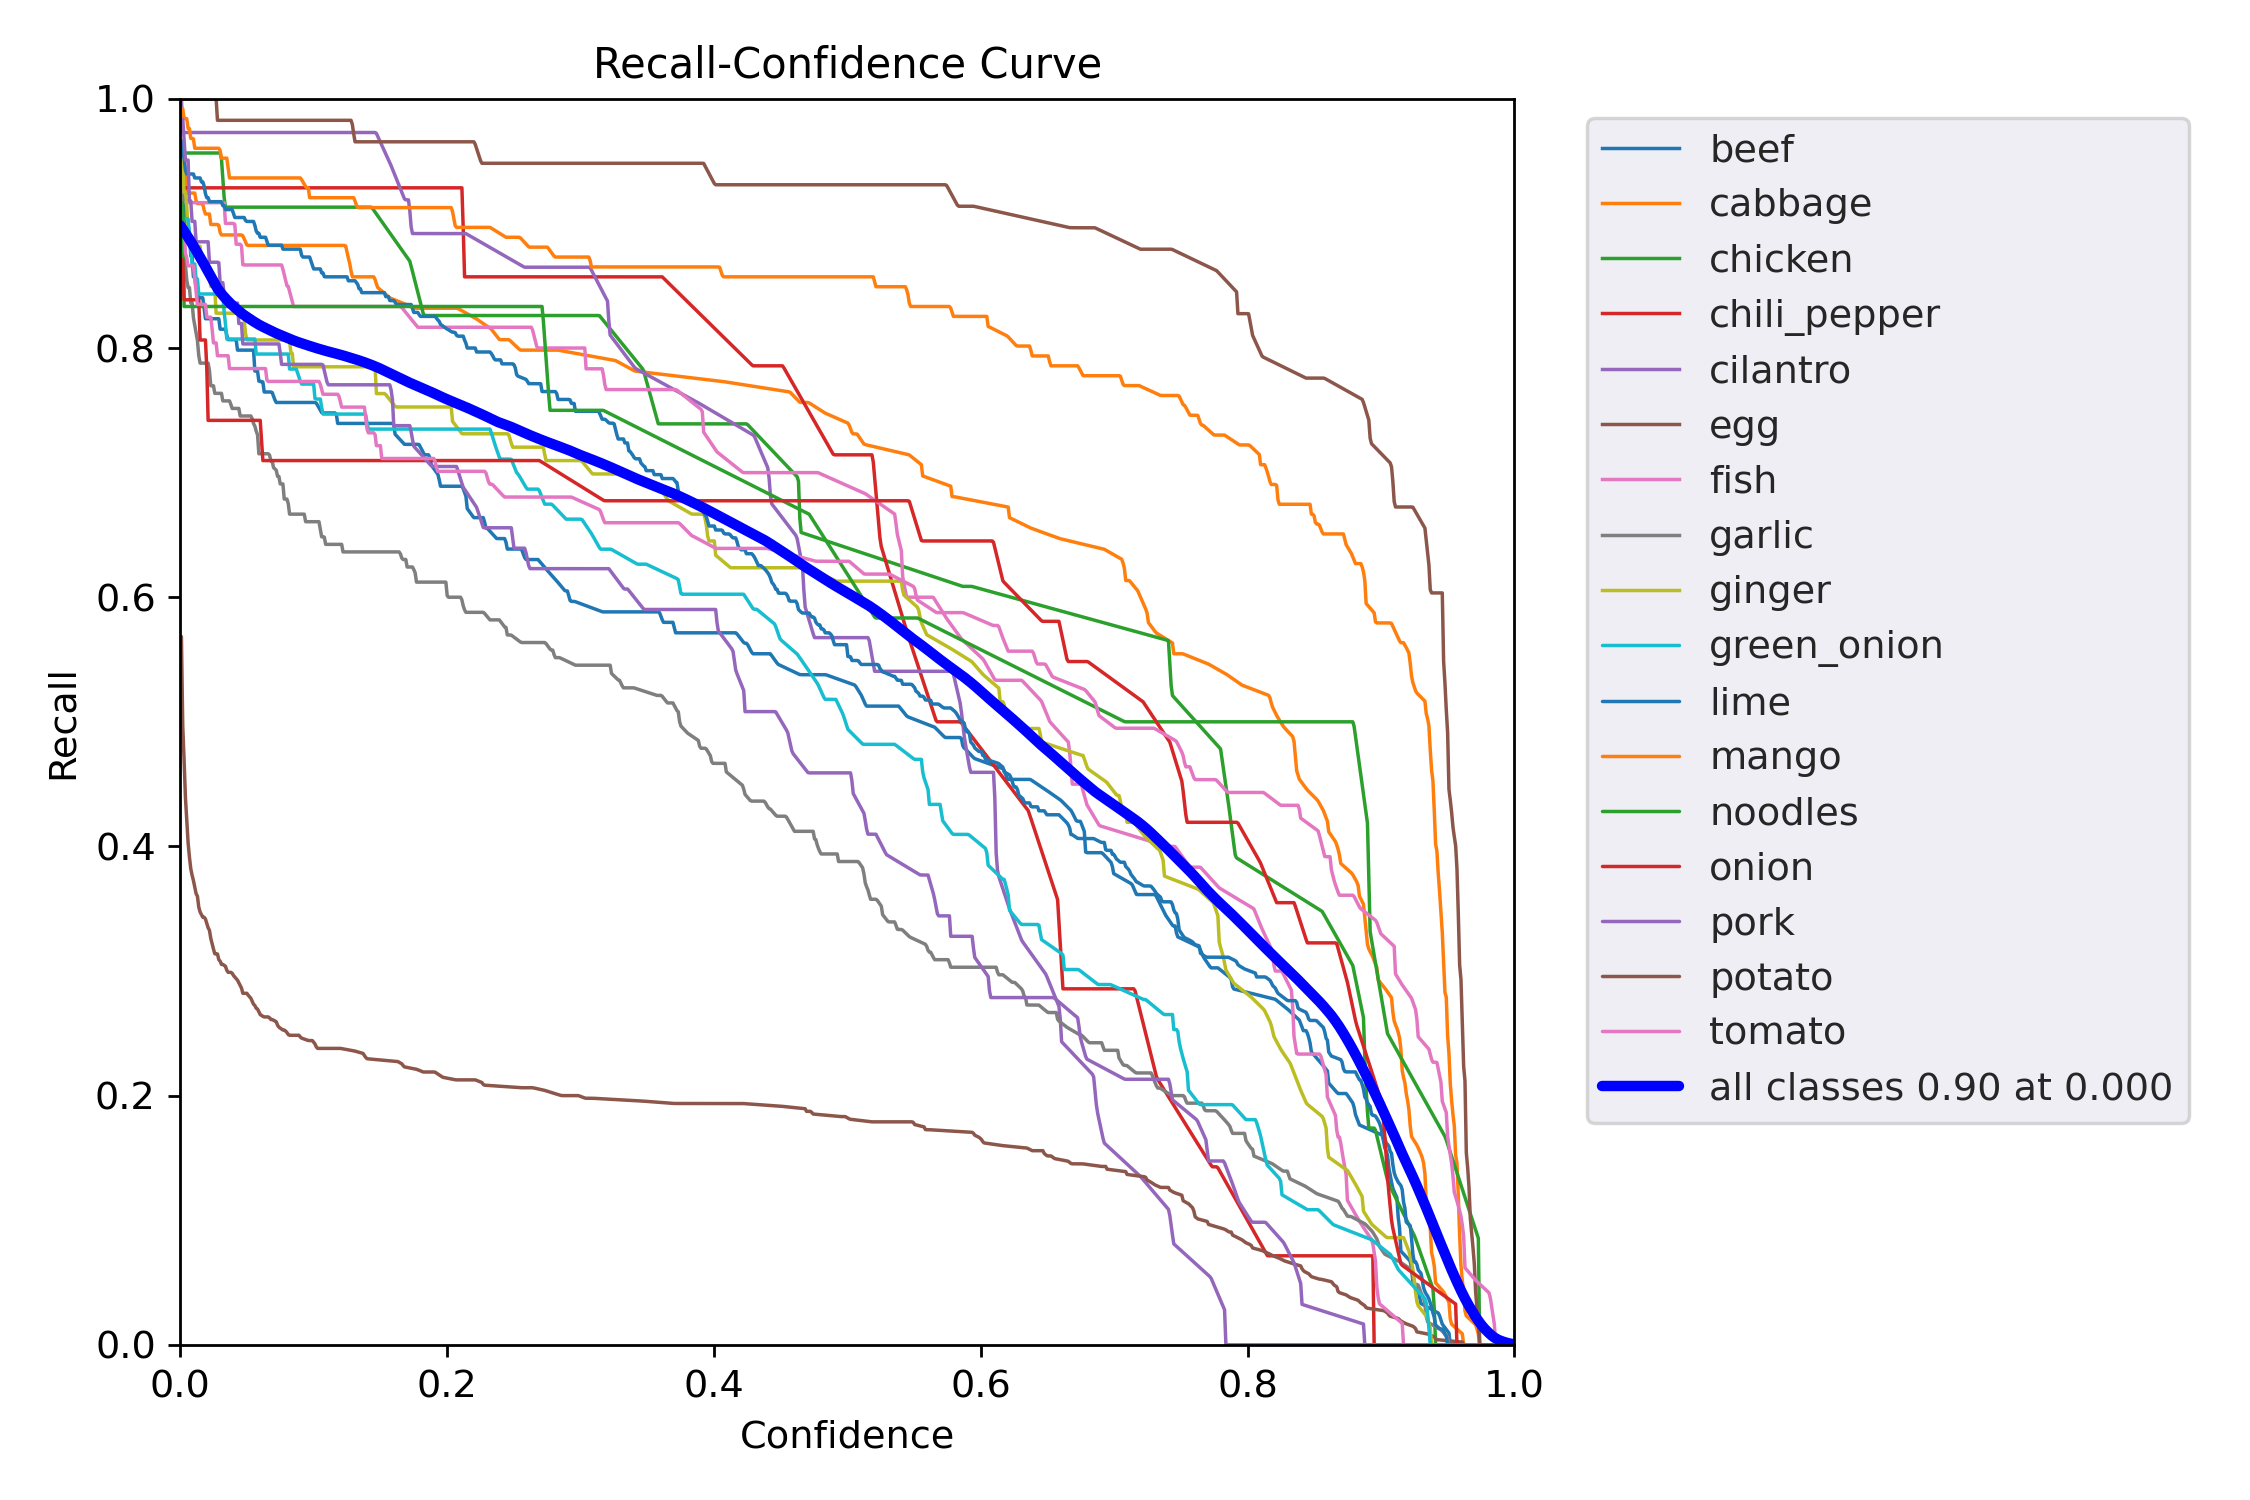 Recall-Confidence Curve
1.0
0.8
0.6
0.4
0.2
0.0
Recall
0.0 0.2 0.4 0.6 0.8 1.0
Confidence
beef
cabbage
chicken
chili_pepper
cilantro
egg
fish
garlic
ginger
green_onion
lime
mango
noodles
onion
pork
potato
tomato
all classes 0.90 at 0.000